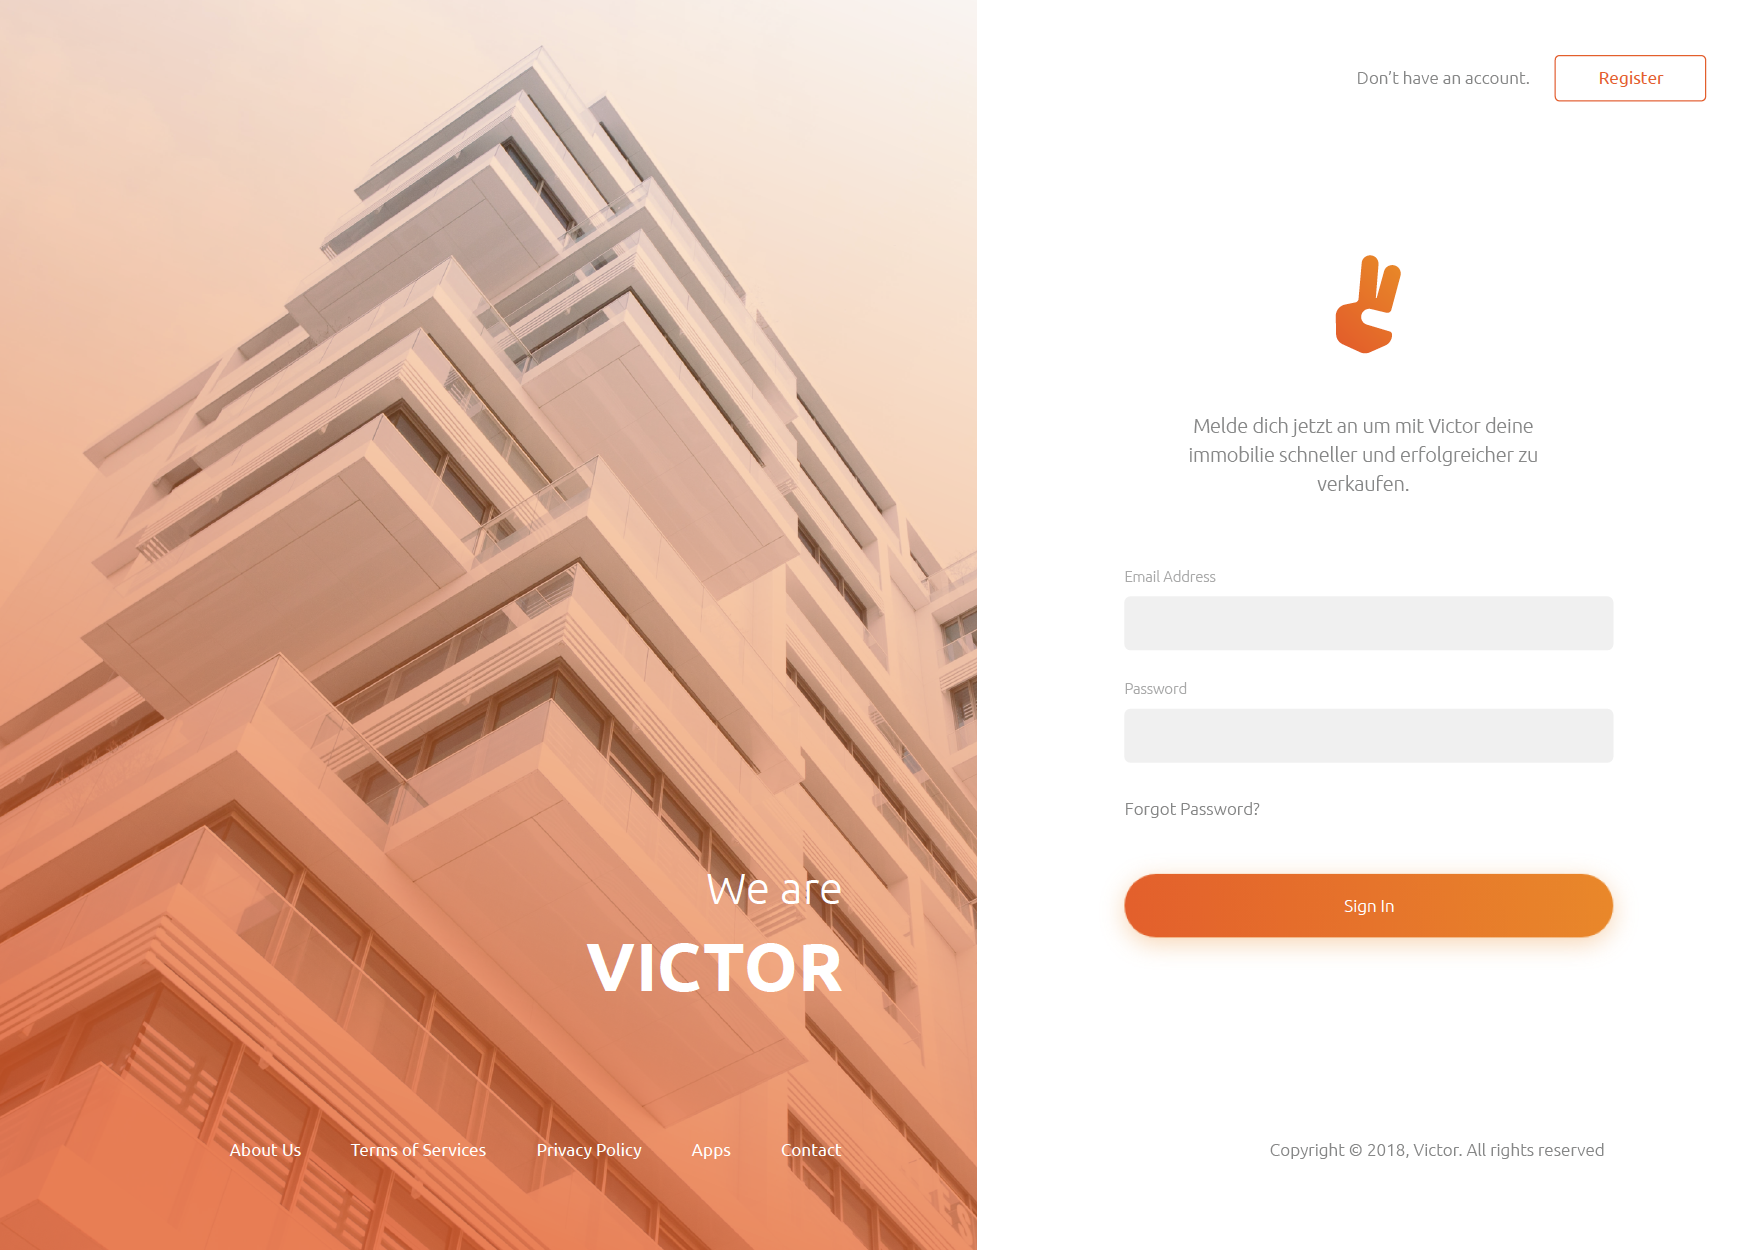 Don't have an account.
Register
Melde dich jetzt an um mit Victor deine
immobilie schneller und erfolgreicher zu
verkaufen.
Email Address
Password
Forgot Password?
Sign In
We are
VICTOR
About Us
Terms of Services
Privacy Policy
Apps
Contact
Copyright © 2018, Victor. All rights reserved